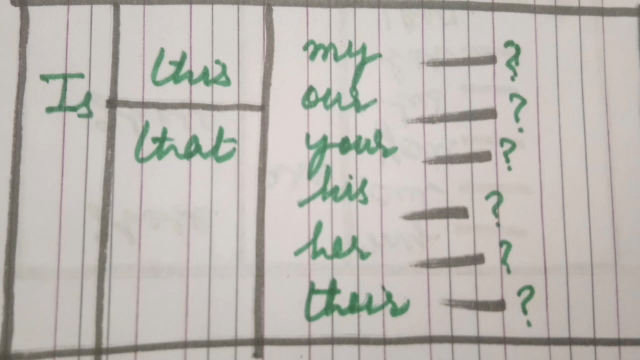 Is
this
that
my ___ ?
our ___ ?
your ___ ?
his ___ ?
her ___ ?
their ___ ?